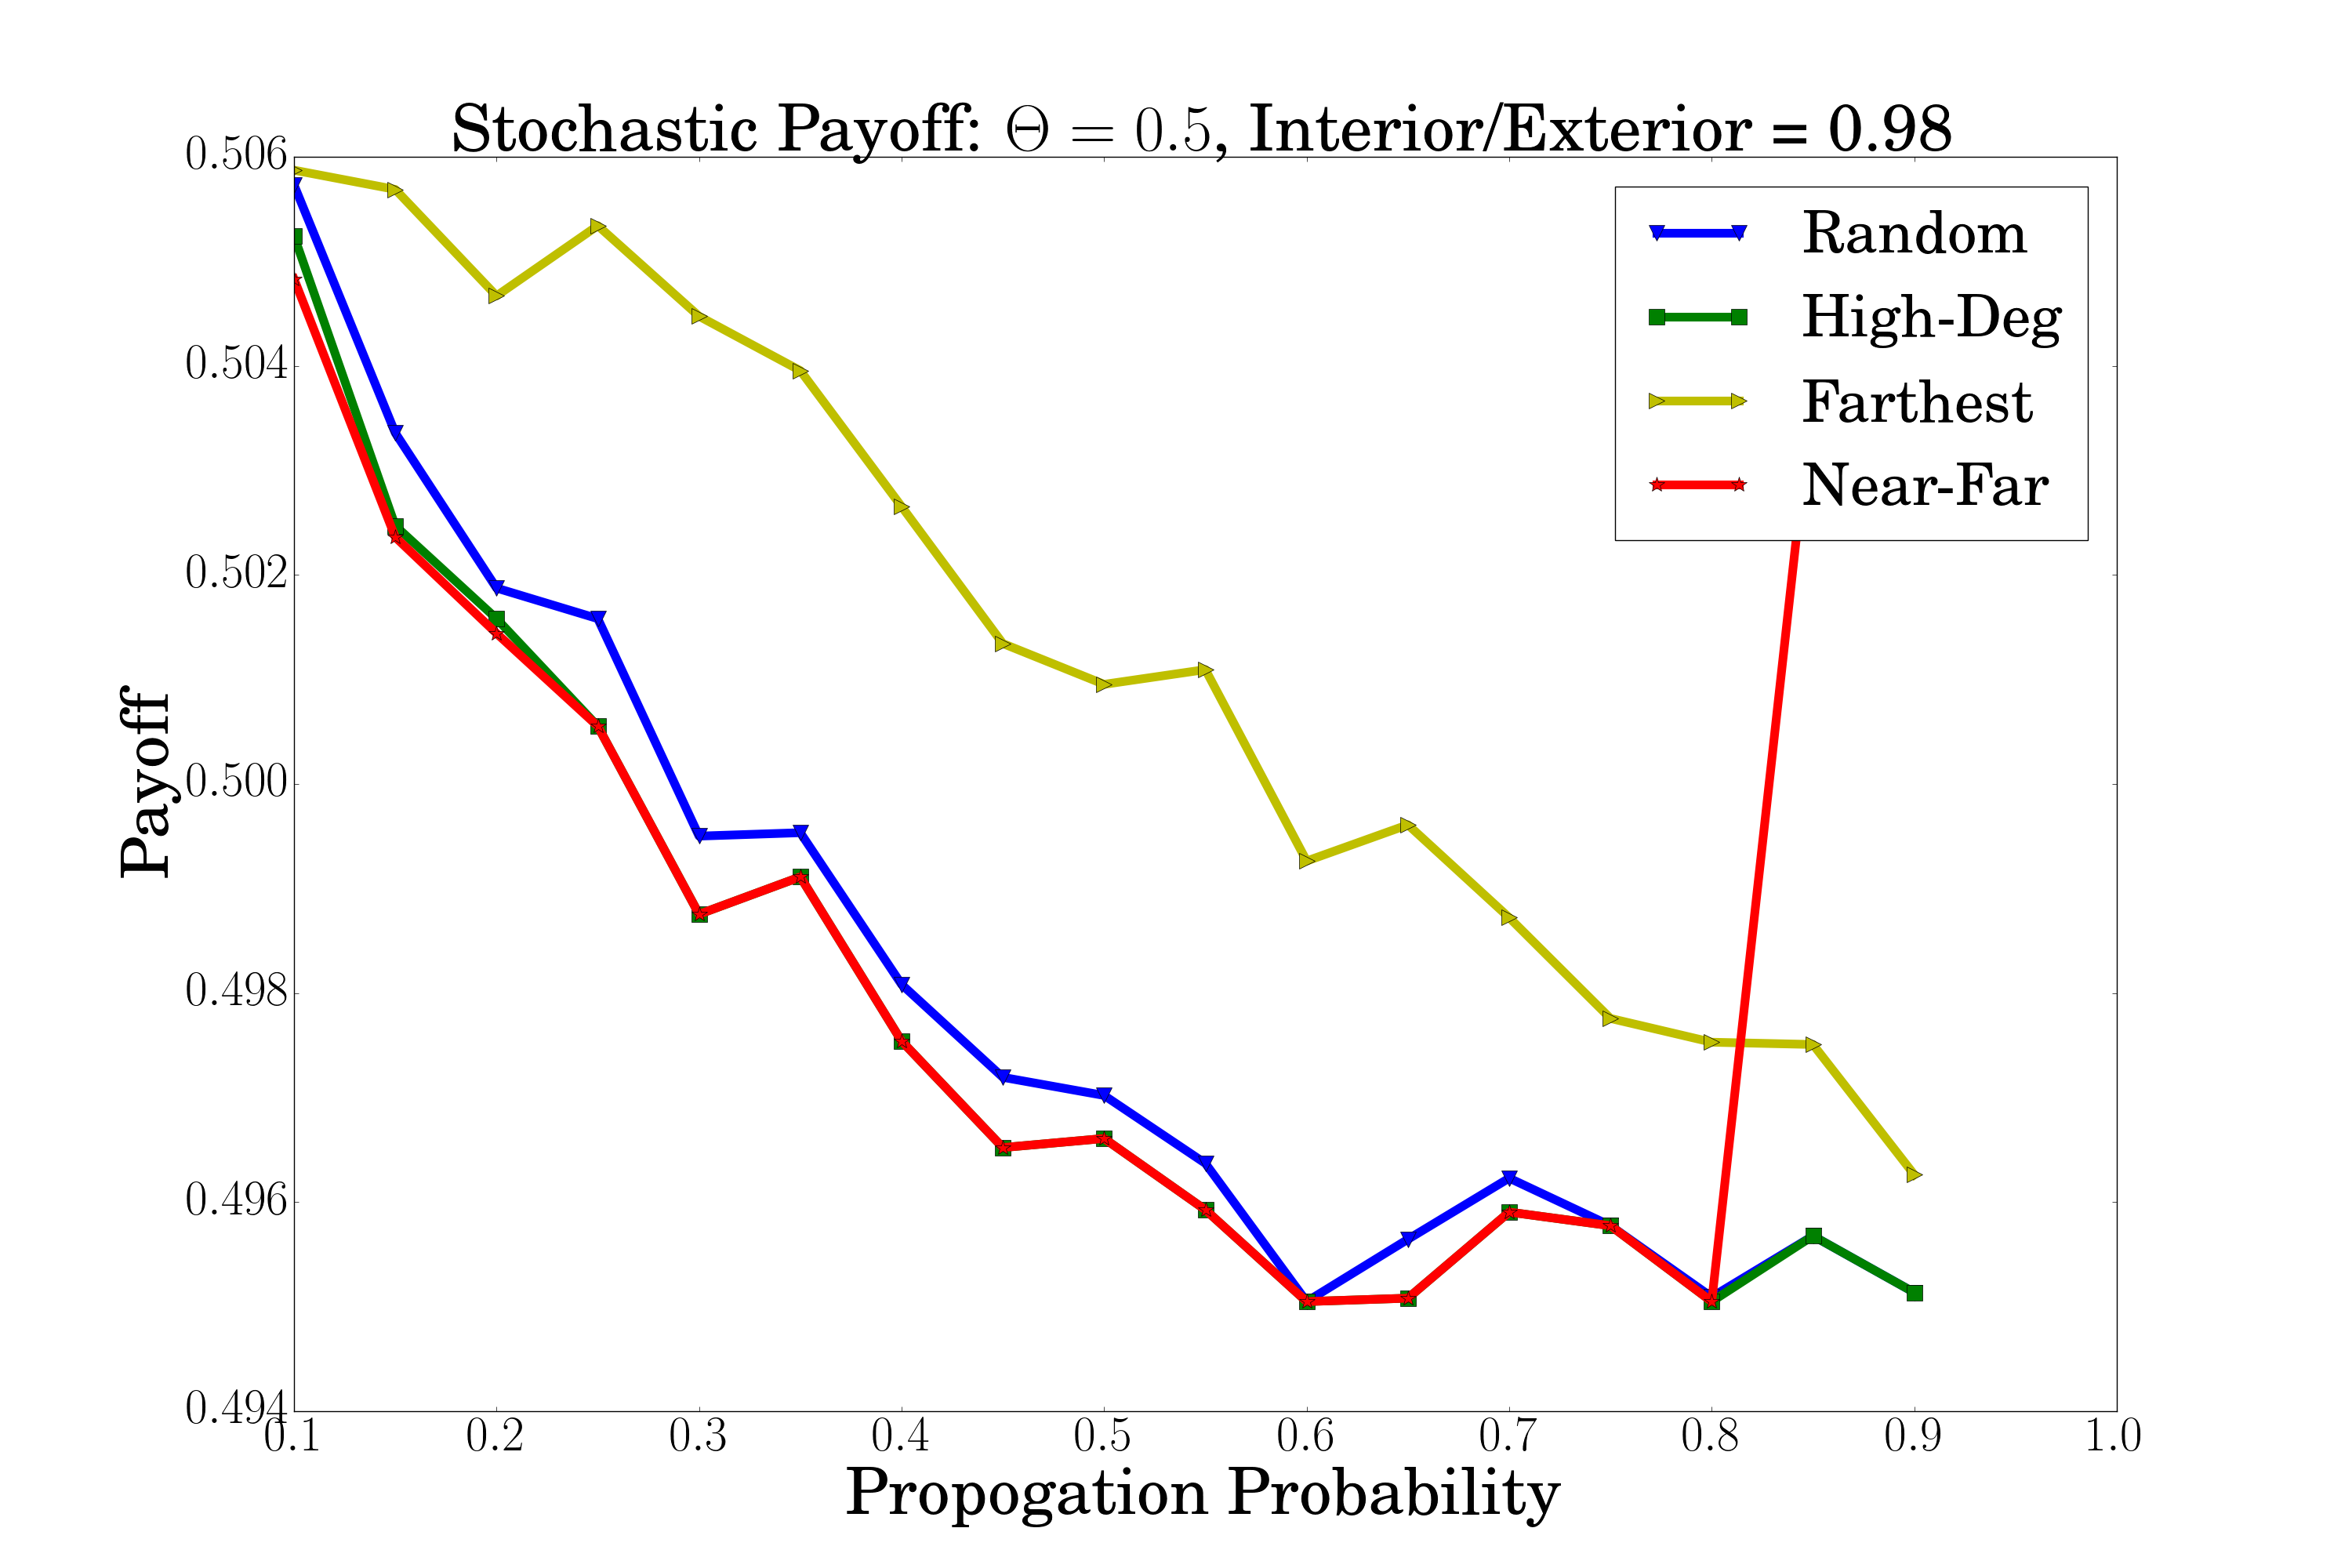 Stochastic Payoff: Θ = 0.5, Interior/Exterior = 0.98
0.506
0.504
0.502
0.500
0.498
0.496
0.494
Payoff
Random
High-Deg
Farthest
Near-Far
0.1 0.2 0.3 0.4 0.5 0.6 0.7 0.8 0.9 1.0
Propogation Probability